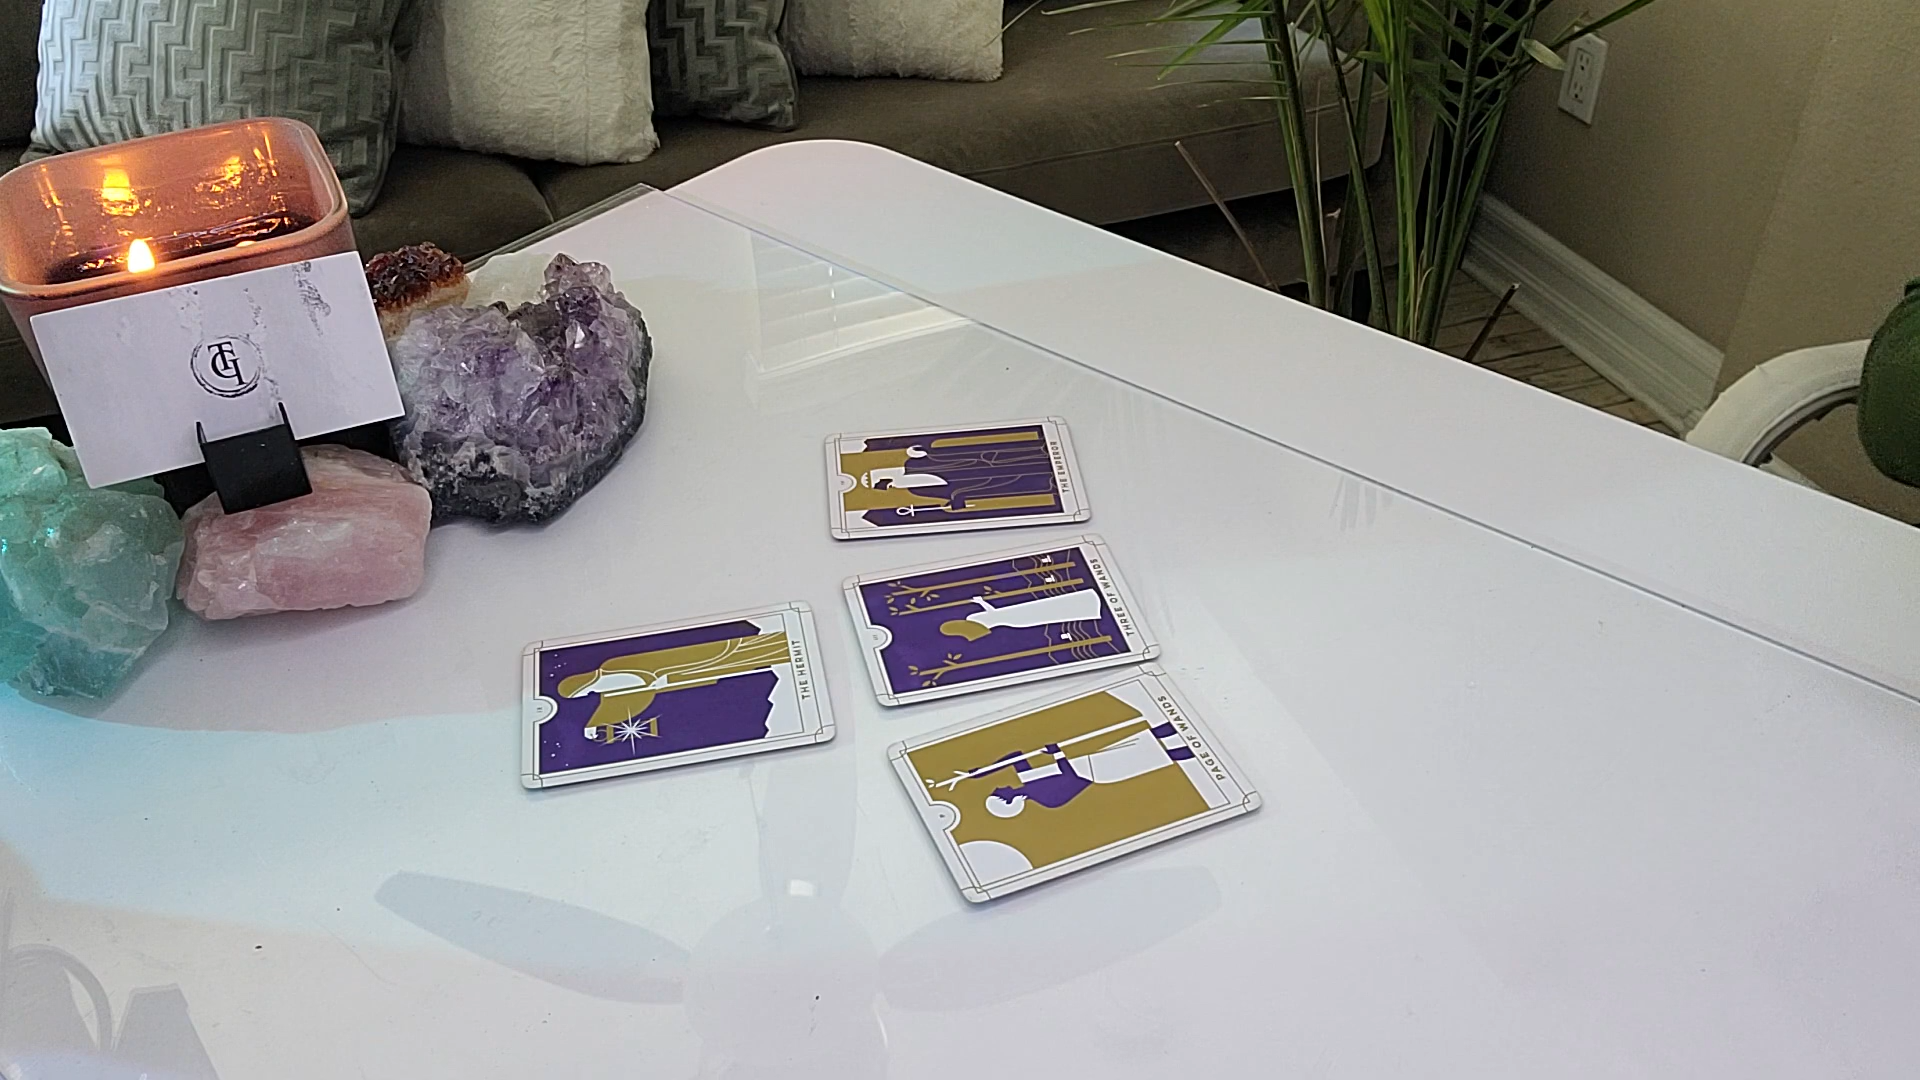 THE EMPEROR
THREE OF WANDS
THE HERMIT
PAGE OF WANDS